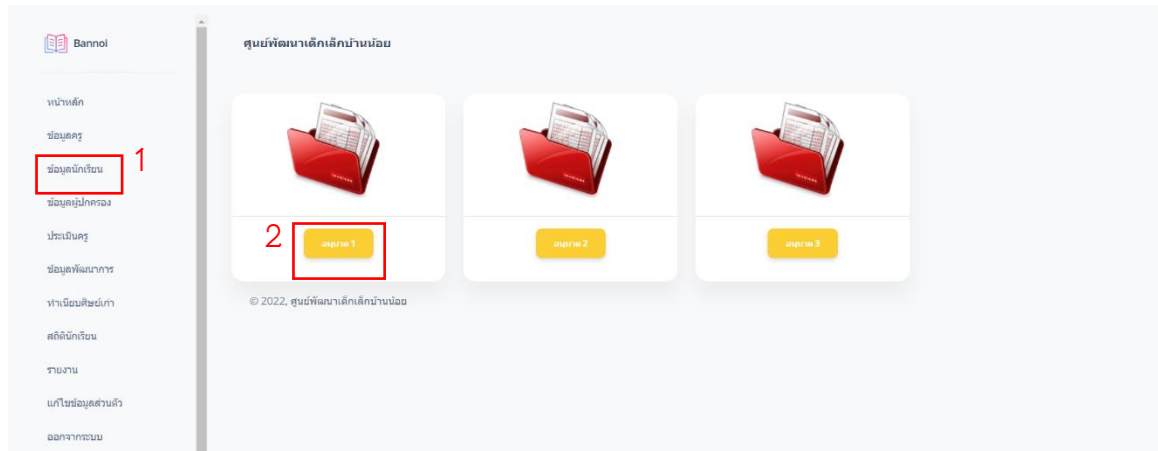 Bannoi
ศูนย์พัฒนาเด็กเล็กบ้านน้อย
หน้าหลัก
ข้อมูลครู
ข้อมูลนักเรียน
1
ข้อมูลผู้ปกครอง
ประเมินครู
ข้อมูลพัฒนาการ
ทำเนียบศิษย์เก่า
สถิตินักเรียน
รายงาน
แก้ไขข้อมูลส่วนตัว
ออกจากระบบ
2
อนุบาล 1
อนุบาล 2
อนุบาล 3
© 2022, ศูนย์พัฒนาเด็กเล็กบ้านน้อย